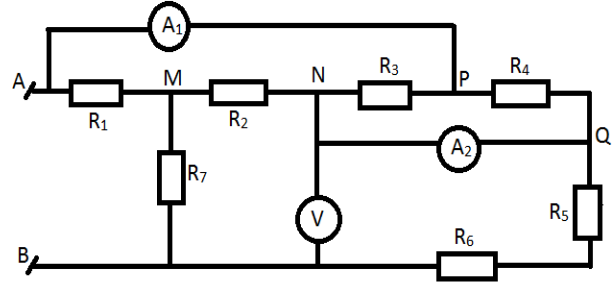 A₁
A M N R₃ P R₄
R₁ R₂ A₂ Q
R₇
V R₅
B R₆